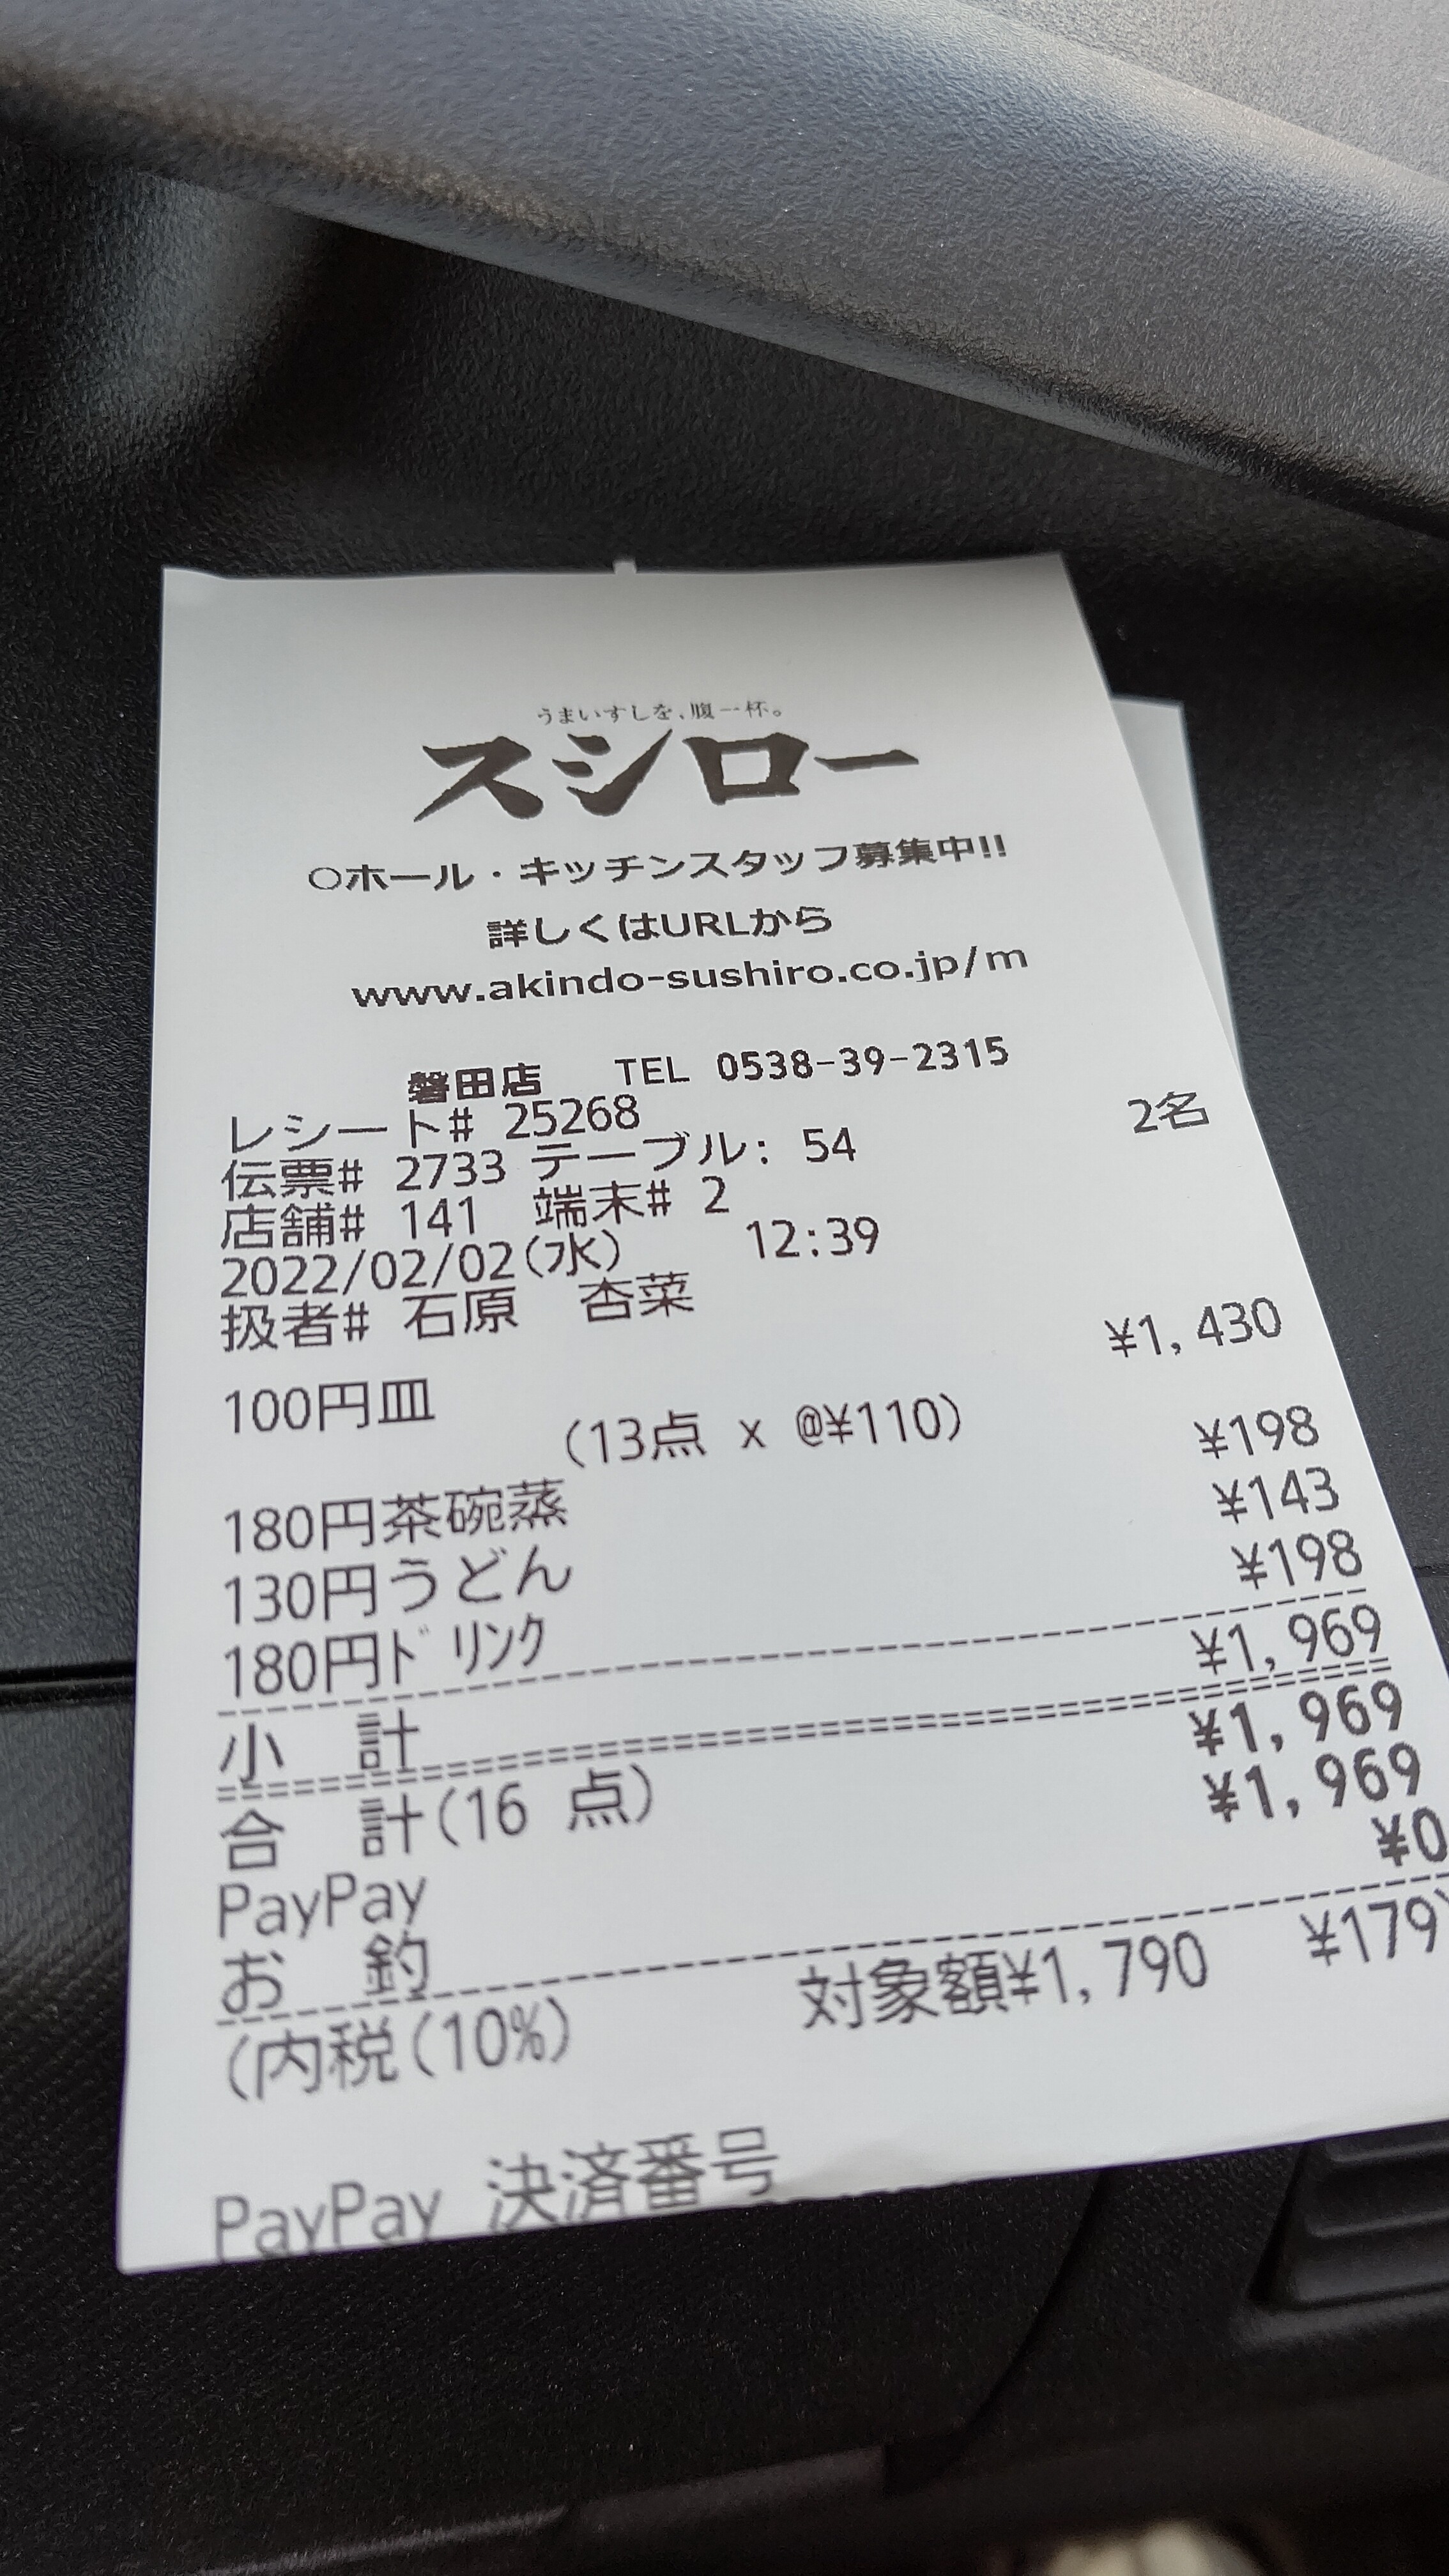 うまいすしを、腹一杯。
スシロー
○ホール・キッチンスタッフ募集中!!
詳しくはURLから
www.akindo-sushiro.co.jp/m
磐田店 TEL 0538-39-2315
レシート# 25268 2名
伝票# 2733 テーブル: 54
店舗# 141 端末# 2
2022/02/02(水) 12:39
扱者# 石原 杏菜
100円皿 ¥1,430
(13点 x @¥110)
180円茶碗蒸 ¥198
130円うどん ¥143
180円ドリンク ¥198
小 計 ¥1,969
合 計(16 点) ¥1,969
PayPay ¥1,969
お 釣 ¥0
(内税(10%) 対象額¥1,790 ¥179)
PayPay 決済番号